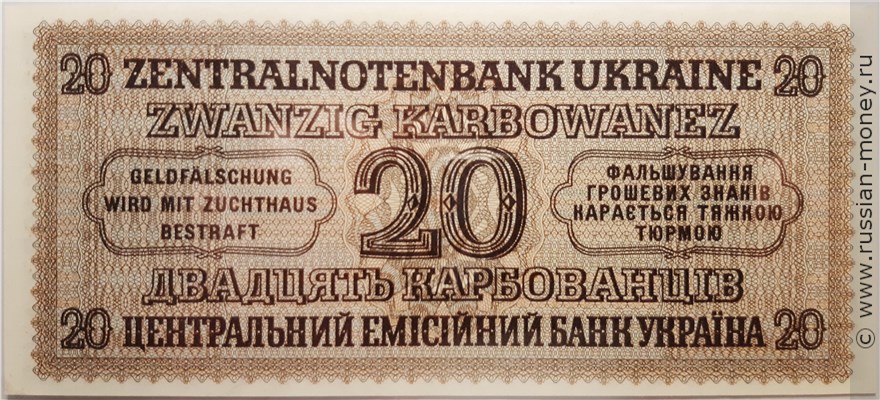 20 ZENTRALNOTENBANK UKRAINE 20
ZWANZIG KARBOWANEZ
GELDFÄLSCHUNG
WIRD MIT ZUCHTHAUS
BESTRAFT
20
ФАЛЬШУВАННЯ
ГРОШЕВИХ ЗНАКІВ
КАРАЄТЬСЯ ТЯЖКОЮ
ТЮРМОЮ
ДВАДЦЯТЬ КАРБОВАНЦІВ
20 ЦЕНТРАЛЬНИЙ ЕМІСІЙНИЙ БАНК УКРАЇНА 20
© www.russian-money.ru